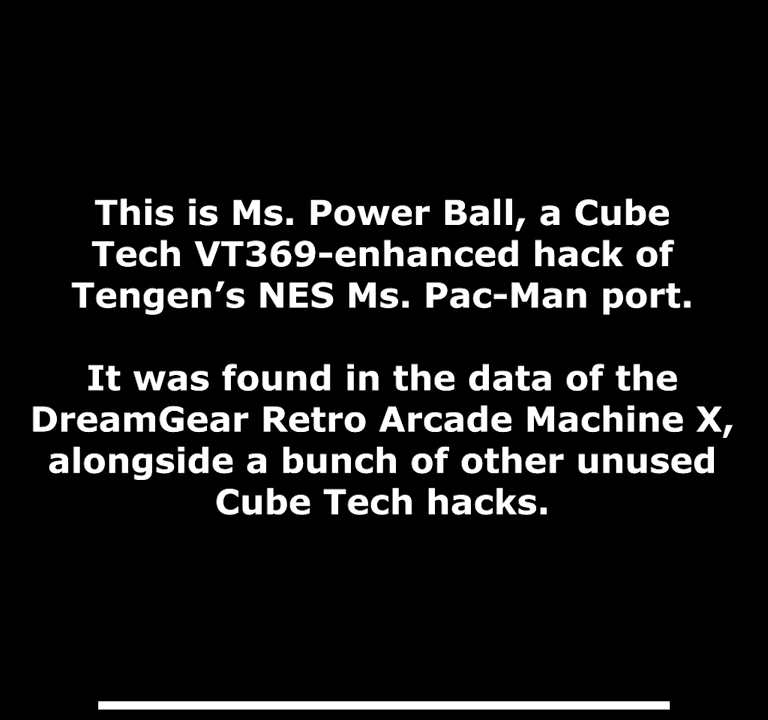 This is Ms. Power Ball, a Cube
Tech VT369-enhanced hack of
Tengen’s NES Ms. Pac-Man port.
It was found in the data of the
DreamGear Retro Arcade Machine X,
alongside a bunch of other unused
Cube Tech hacks.